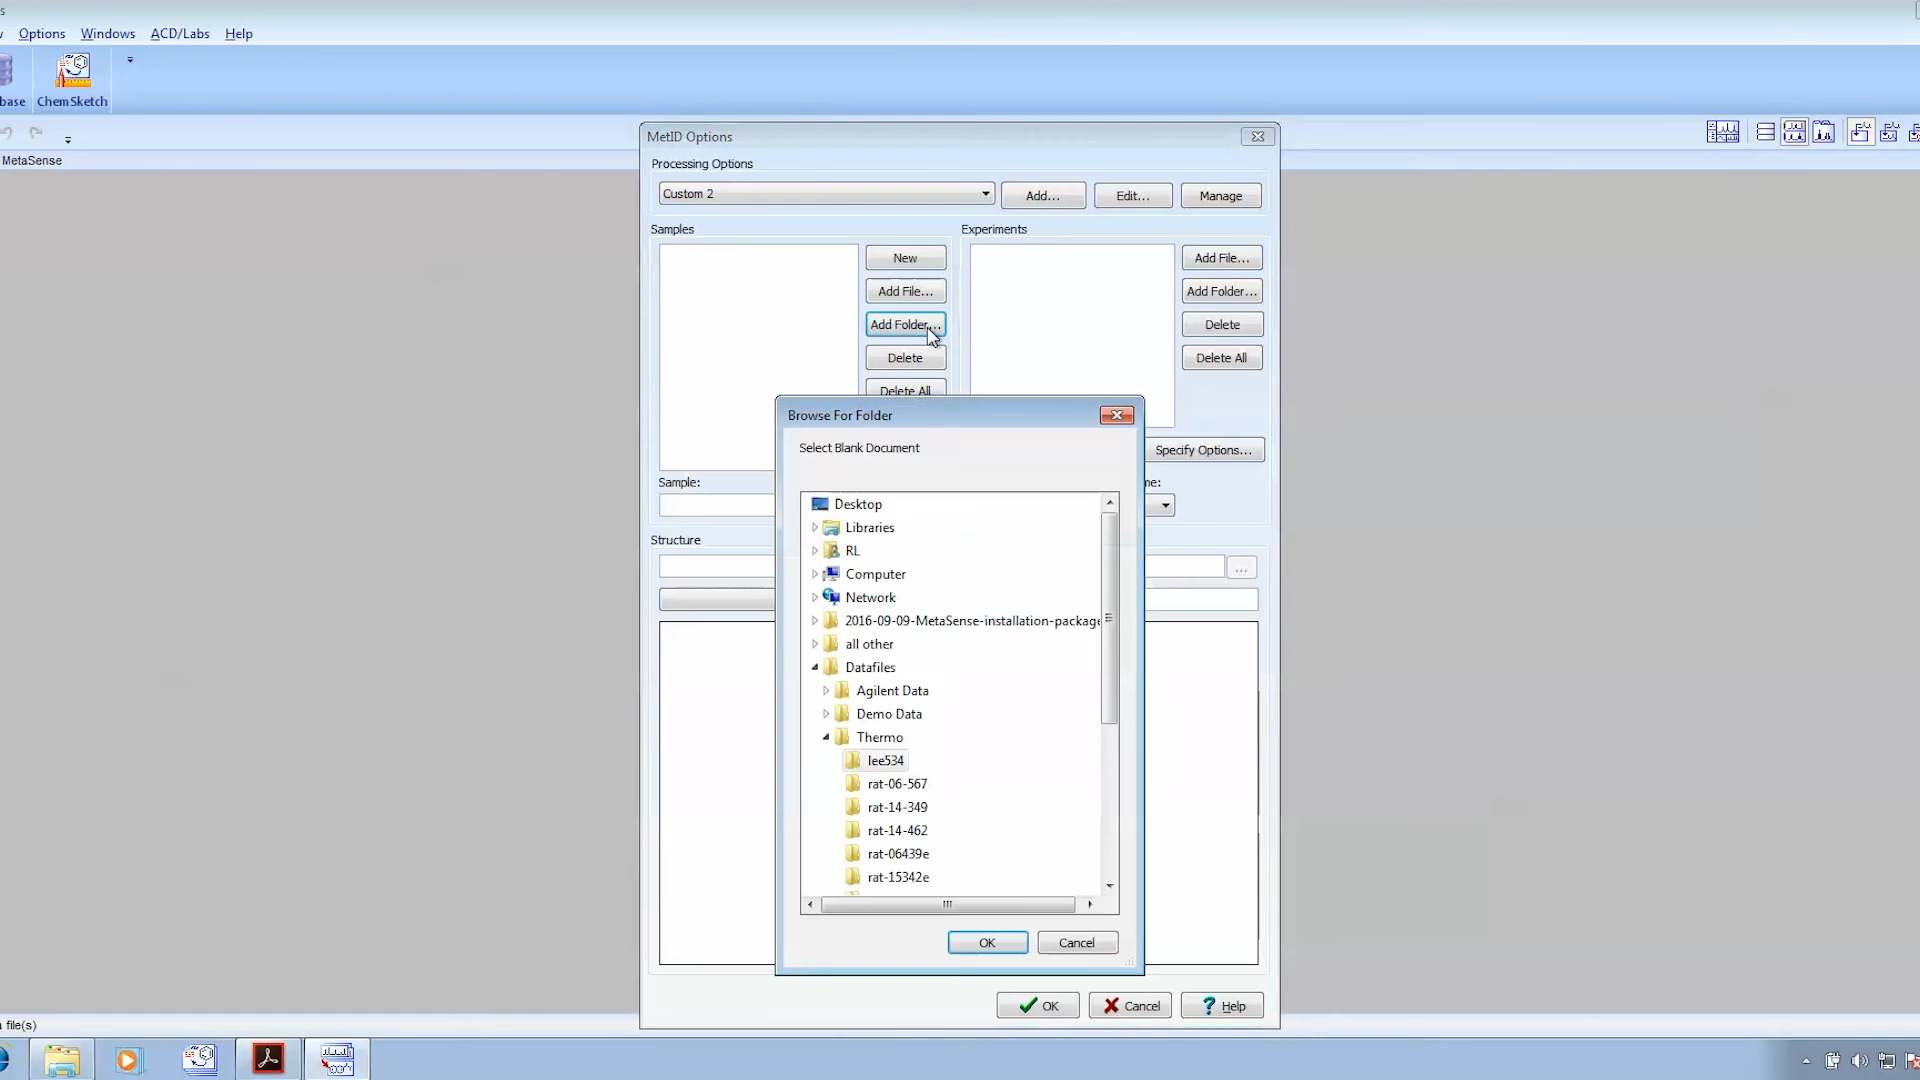 s
Options Windows ACD/Labs Help
base ChemSketch
MetaSense
MetID Options
Processing Options
Custom 2 Add... Edit... Manage
Samples Experiments
New Add File...
Add File... Add Folder...
Add Folder... Delete
Delete Delete All
Delete All
Browse For Folder
Select Blank Document
Specify Options...
Sample: me:
Desktop
Libraries
Structure
RL
...
Computer
Network
2016-09-09-MetaSense-installation-package
all other
Datafiles
Agilent Data
Demo Data
Thermo
lee534
rat-06-567
rat-14-349
rat-14-462
rat-06439e
rat-15342e
OK Cancel
OK Cancel Help
file(s)